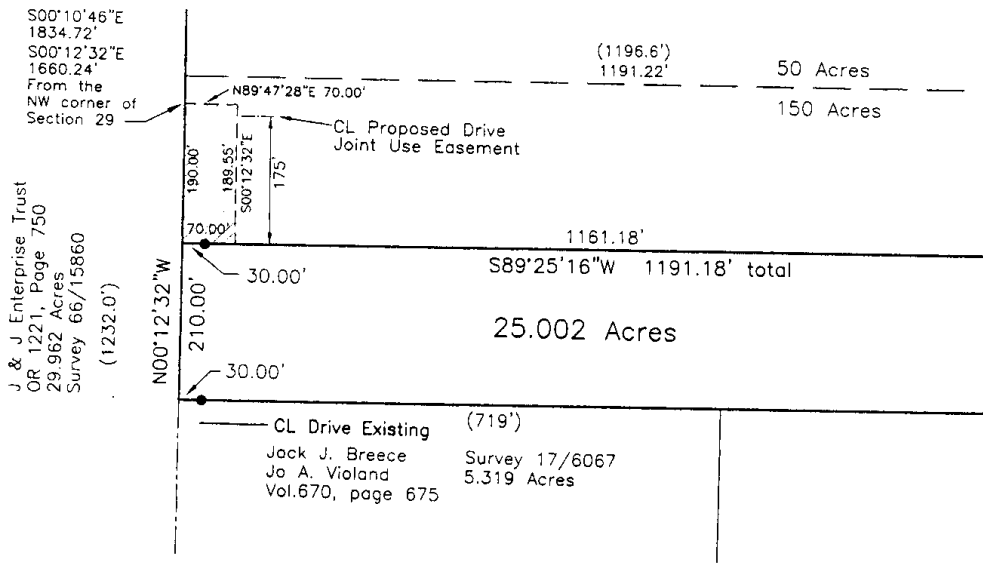 S00°10'46"E
1834.72'
S00°12'32"E
1660.24'
From the
NW corner of
Section 29
(1196.6')
1191.22'
50 Acres
150 Acres
N89°47'28"E 70.00'
CL Proposed Drive
Joint Use Easement
190.00'
189.55'
S00°12'32"E
175'
70.00'
30.00'
1161.18'
S89°25'16"W 1191.18' total
J & J Enterprise Trust
OR 1221, Page 750
29.962 Acres
Survey 66/15860
(1232.0')
N00°12'32"W
210.00'
25.002 Acres
30.00'
CL Drive Existing
(719')
Jack J. Breece
Jo A. Violand
Vol.670, page 675
Survey 17/6067
5.319 Acres